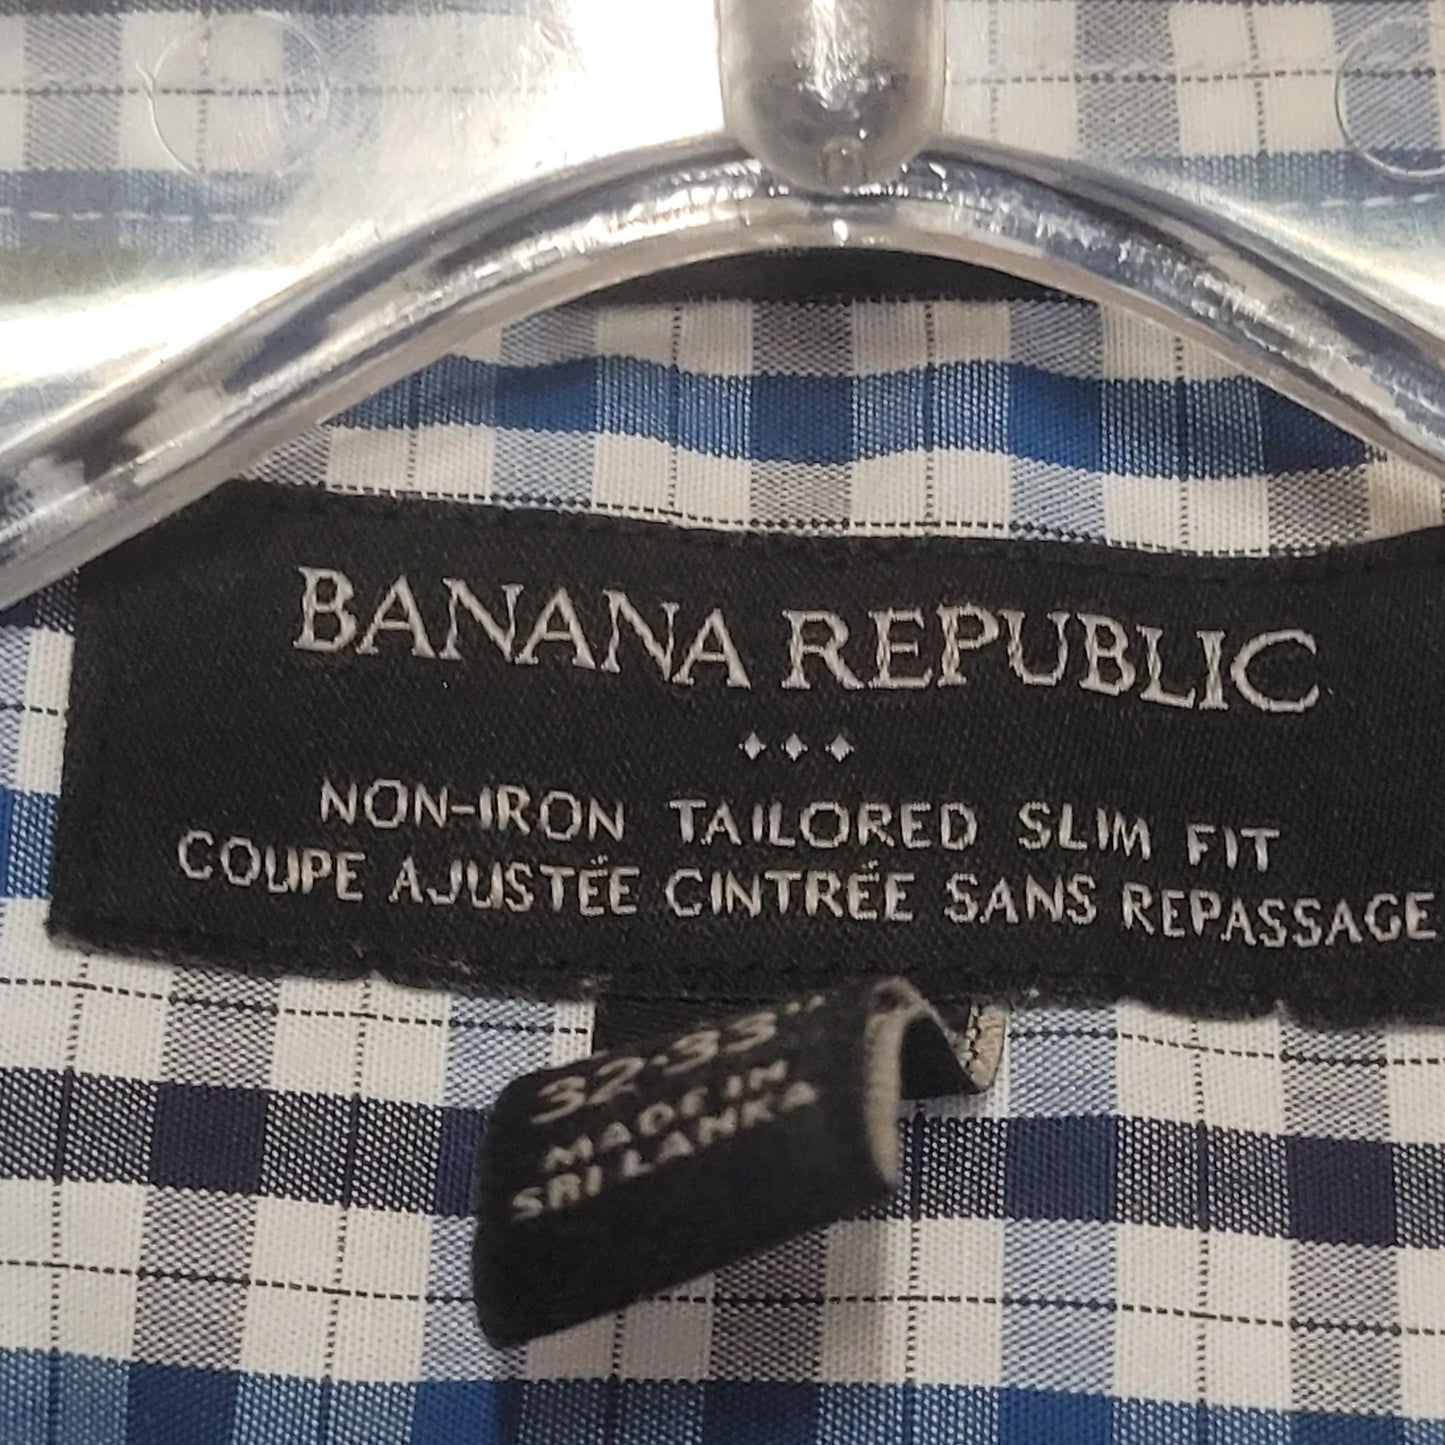 BANANA REPUBLIC
NON-IRON TAILORED SLIM FIT
COUPE AJUSTÉE CINTRÉE SANS REPASSAGE
32·33"
MADE IN
SRI LANKA